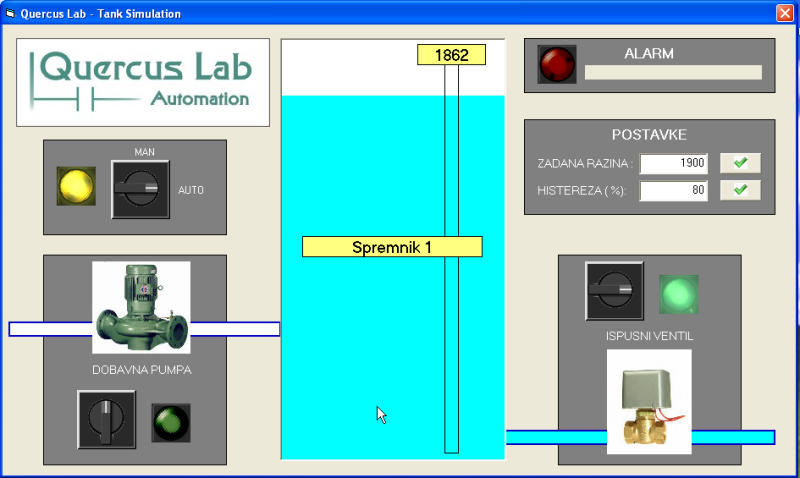 Quercus Lab - Tank Simulation
Quercus Lab
Automation
MAN
AUTO
DOBAVNA PUMPA
1862
Spremnik 1
ALARM
POSTAVKE
ZADANA RAZINA : 1900
HISTEREZA ( %): 80
ISPUSNI VENTIL